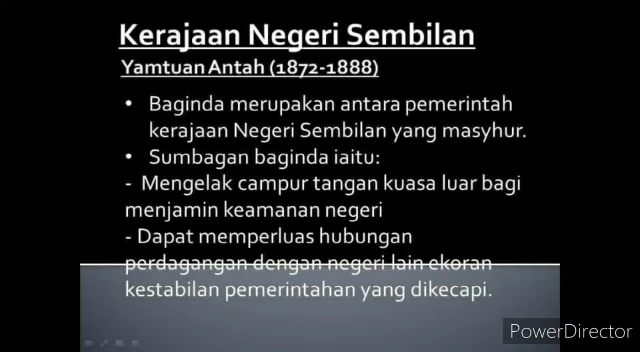 Kerajaan Negeri Sembilan
Yamtuan Antah (1872-1888)
• Baginda merupakan antara pemerintah
kerajaan Negeri Sembilan yang masyhur.
• Sumbagan baginda iaitu:
- Mengelak campur tangan kuasa luar bagi
menjamin keamanan negeri
- Dapat memperluas hubungan
perdagangan dengan negeri lain ekoran
kestabilan pemerintahan yang dikecapi.
PowerDirector